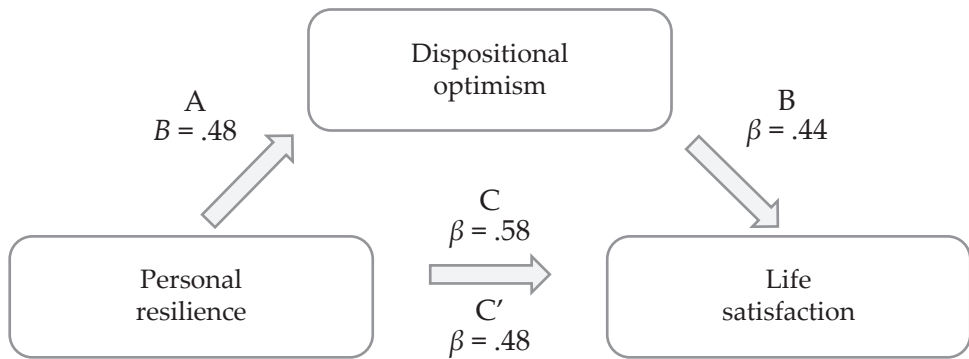 Dispositional
optimism
A
B = .48
B
β = .44
C
β = .58
Personal
resilience
C′
β = .48
Life
satisfaction